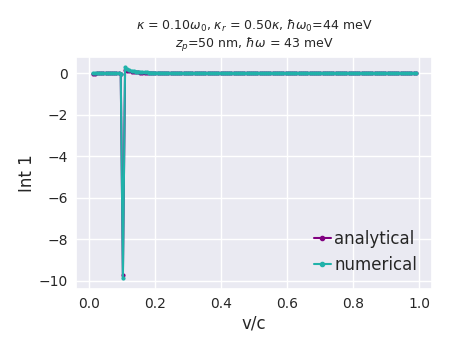 κ = 0.10ω₀, κᵣ = 0.50κ, ℏω₀=44 meV
zₚ=50 nm, ℏω = 43 meV
0
−2
−4
−6
−8
−10
Int 1
analytical
numerical
0.0 0.2 0.4 0.6 0.8 1.0
v/c